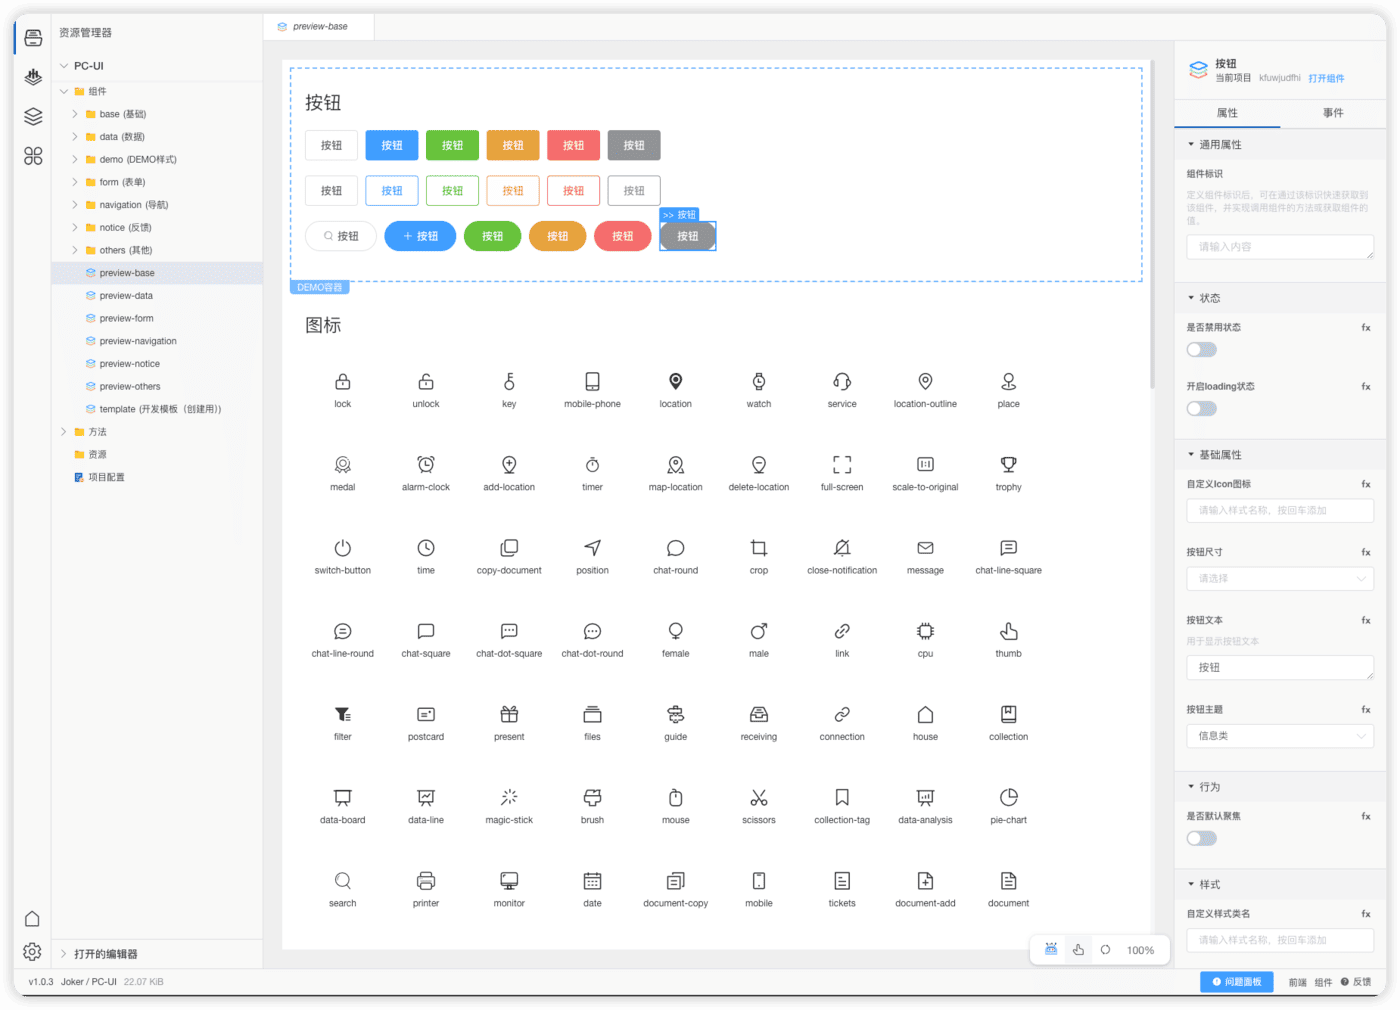 资源管理器
PC-UI
组件
base (基础)
data (数据)
demo (DEMO样式)
form (表单)
navigation (导航)
notice (反馈)
others (其他)
preview-base
preview-data
preview-form
preview-navigation
preview-notice
preview-others
template (开发模板（创建用）)
方法
资源
项目配置
打开的编辑器
preview-base
按钮
按钮 按钮 按钮 按钮 按钮 按钮
按钮 按钮 按钮 按钮 按钮 按钮
>> 按钮
按钮 按钮 按钮 按钮 按钮 按钮
DEMO容器
图标
lock unlock key mobile-phone location watch service location-outline place
medal alarm-clock add-location timer map-location delete-location full-screen scale-to-original trophy
switch-button time copy-document position chat-round crop close-notification message chat-line-square
chat-line-round chat-square chat-dot-square chat-dot-round female male link cpu thumb
filter postcard present files guide receiving connection house collection
data-board data-line magic-stick brush mouse scissors collection-tag data-analysis pie-chart
search printer monitor date document-copy mobile tickets document-add document
100%
按钮
当前项目 kfuwjudfhi 打开组件
属性 事件
通用属性
组件标识
定义组件标识后，可在通过该标识快速获取到
该组件，并实现调用组件的方法或获取组件的
值。
请输入内容
状态
是否禁用状态 fx
开启loading状态 fx
基础属性
自定义Icon图标 fx
请输入样式名称，按回车添加
按钮尺寸 fx
请选择
按钮文本 fx
用于显示按钮文本
按钮
按钮主题 fx
信息类
行为
是否默认聚焦 fx
样式
自定义样式类名 fx
请输入样式名称，按回车添加
v1.0.3 Joker / PC-UI 22.07 KiB
问题面板 前端 组件 反馈